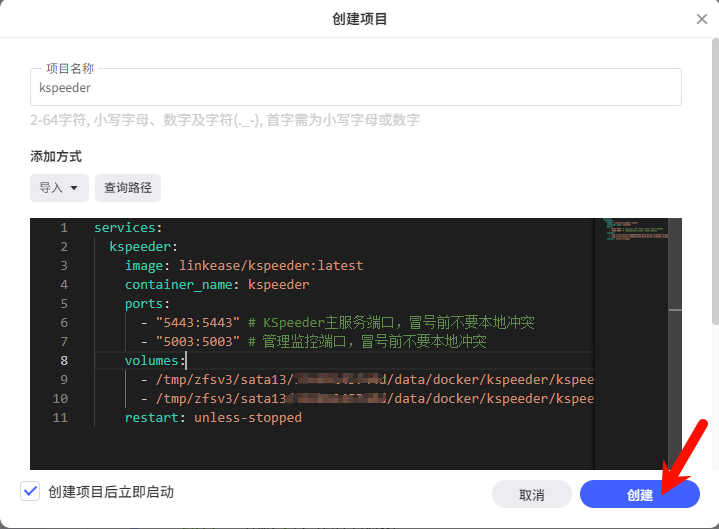 创建项目
项目名称
kspeeder
2-64字符, 小写字母、数字及字符(._-), 首字需为小写字母或数字
添加方式
导入
查询路径
1 services:
2 kspeeder:
3 image: linkease/kspeeder:latest
4 container_name: kspeeder
5 ports:
6 - "5443:5443" # KSpeeder主服务端口，冒号前不要本地冲突
7 - "5003:5003" # 管理监控端口，冒号前不要本地冲突
8 volumes:
9 - /tmp/zfsv3/sata13/ /data/docker/kspeeder/kspee
10 - /tmp/zfsv3/sata13 /data/docker/kspeeder/kspee
11 restart: unless-stopped
创建项目后立即启动
取消
创建